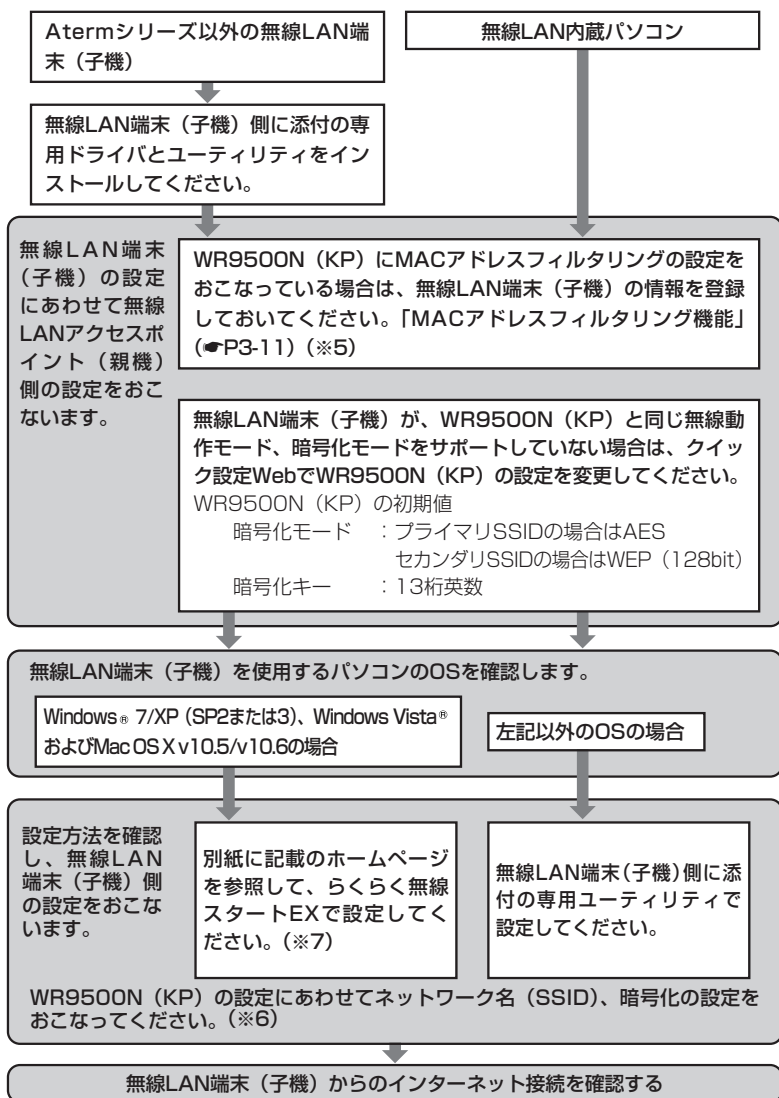 Atermシリーズ以外の無線LAN端
末（子機）
無線LAN内蔵パソコン
無線LAN端末（子機）側に添付の専
用ドライバとユーティリティをイン
ストールしてください。
無線LAN端末
（子機）の設定
にあわせて無線
LANアクセスポ
イント（親機）
側の設定をおこ
ないます。
WR9500N（KP）にMACアドレスフィルタリングの設定を
おこなっている場合は、無線LAN端末（子機）の情報を登録
しておいてください。「MACアドレスフィルタリング機能」
（☛P3-11）（※5）
無線LAN端末（子機）が、WR9500N（KP）と同じ無線動
作モード、暗号化モードをサポートしていない場合は、クイッ
ク設定WebでWR9500N（KP）の設定を変更してください。
WR9500N（KP）の初期値
暗号化モード　：プライマリSSIDの場合はAES
セカンダリSSIDの場合はWEP（128bit）
暗号化キー　：13桁英数
無線LAN端末（子機）を使用するパソコンのOSを確認します。
Windows® 7/XP（SP2または3）、Windows Vista®
およびMac OS X v10.5/v10.6の場合
左記以外のOSの場合
設定方法を確認
し、無線LAN
端末（子機）側
の設定をおこな
います。
別紙に記載のホームページ
を参照して、らくらく無線
スタートEXで設定してく
ださい。（※7）
無線LAN端末（子機）側に添
付の専用ユーティリティで
設定してください。
WR9500N（KP）の設定にあわせてネットワーク名（SSID）、暗号化の設定を
おこなってください。（※6）
無線LAN端末（子機）からのインターネット接続を確認する